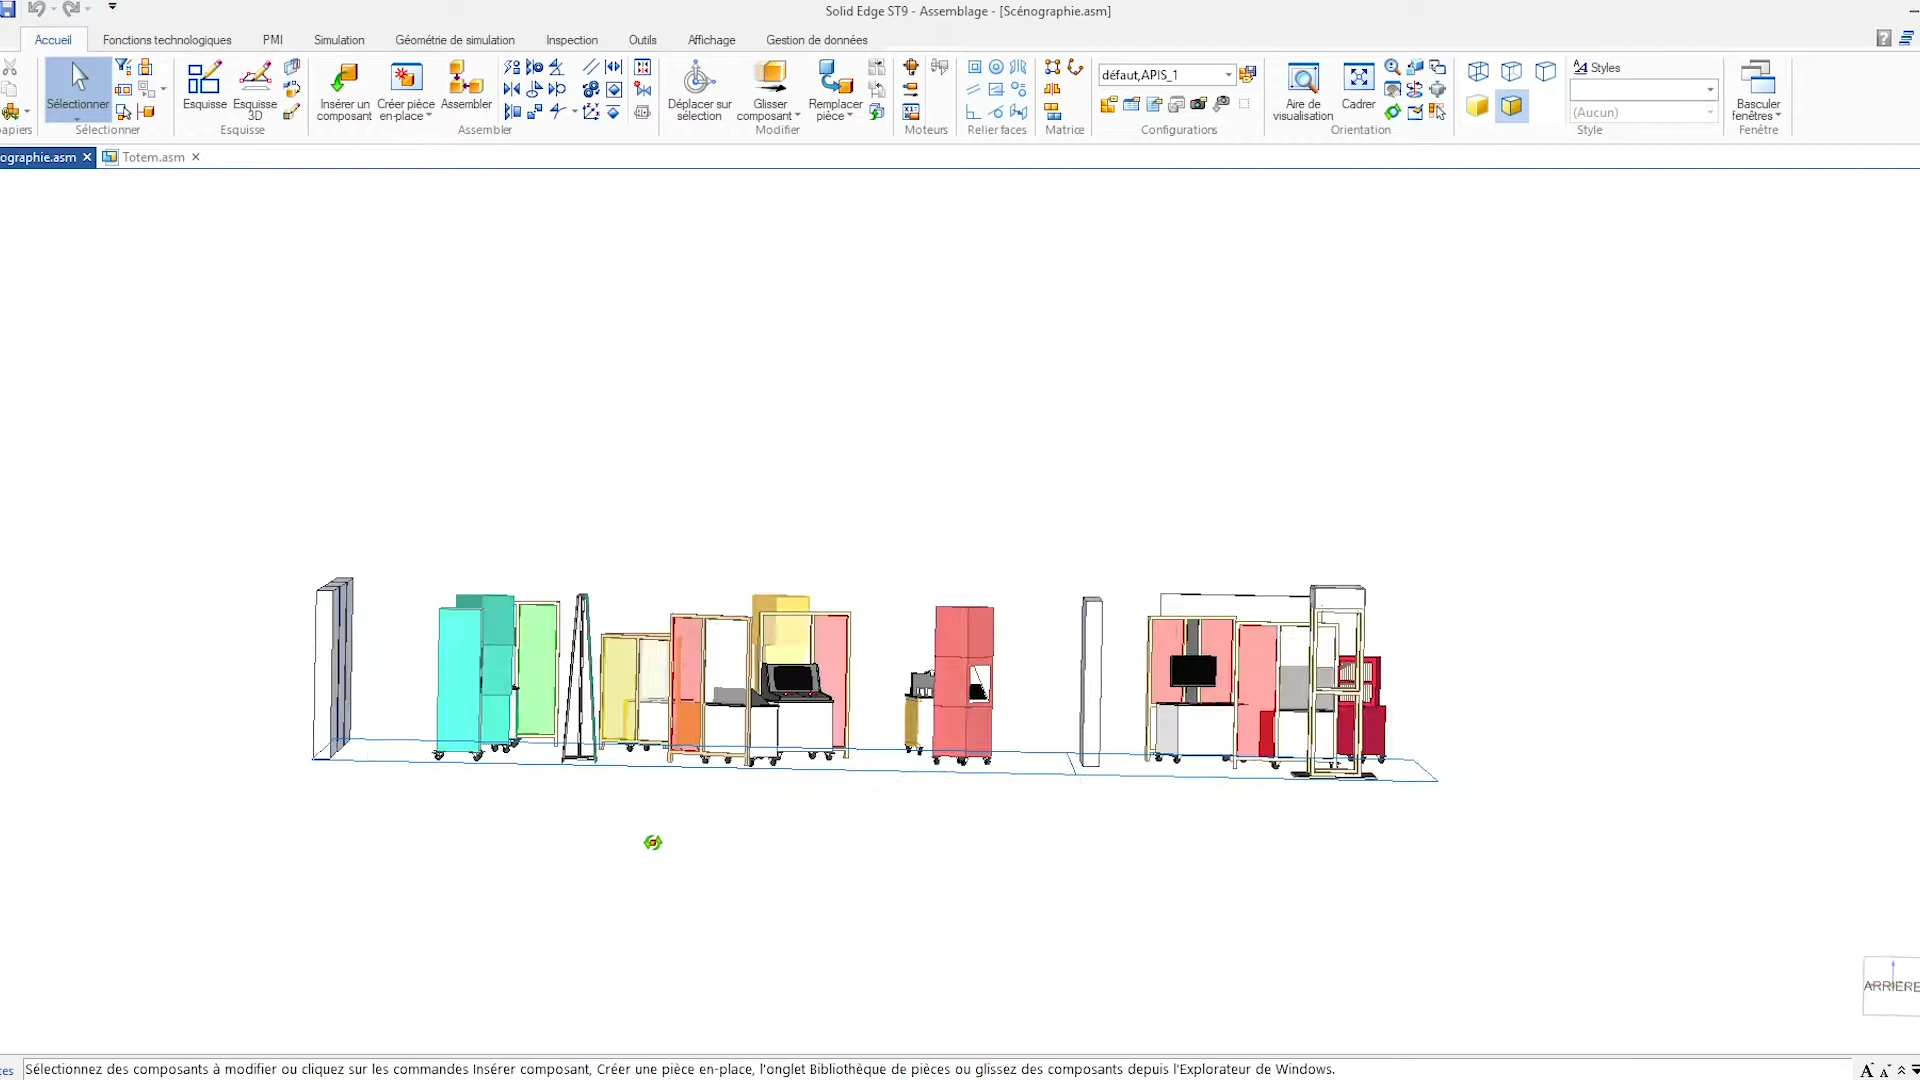 Solid Edge ST9 - Assemblage - [Scénographie.asm]
Accueil Fonctions technologiques PMI Simulation Géométrie de simulation Inspection Outils Affichage Gestion de données
Sélectionner
Sélectionner
Esquisse
Esquisse 3D
Esquisse
Insérer un composant
Créer pièce en-place
Assembler
Assembler
Déplacer sur sélection
Glisser composant
Remplacer pièce
Modifier
Moteurs
Relier faces
Matrice
défaut,APIS_1
Configurations
Aire de visualisation
Cadrer
Orientation
Styles
(Aucun)
Style
Basculer fenêtres
Fenêtre
ographie.asm
Totem.asm
ARRIERE
Sélectionnez des composants à modifier ou cliquez sur les commandes Insérer composant, Créer une pièce en-place, l'onglet Bibliothèque de pièces ou glissez des composants depuis l'Explorateur de Windows.